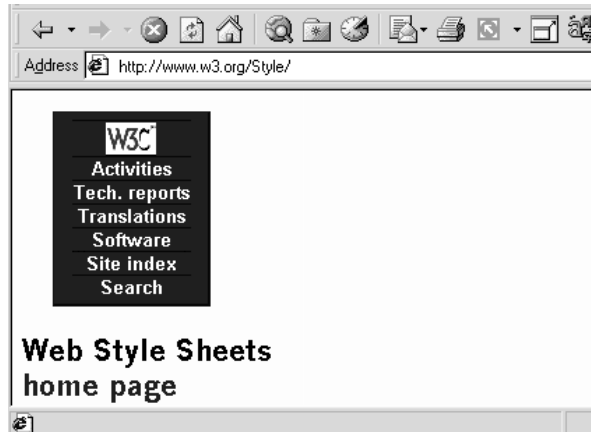 Address http://www.w3.org/Style/
W3C
Activities
Tech. reports
Translations
Software
Site index
Search
Web Style Sheets
home page